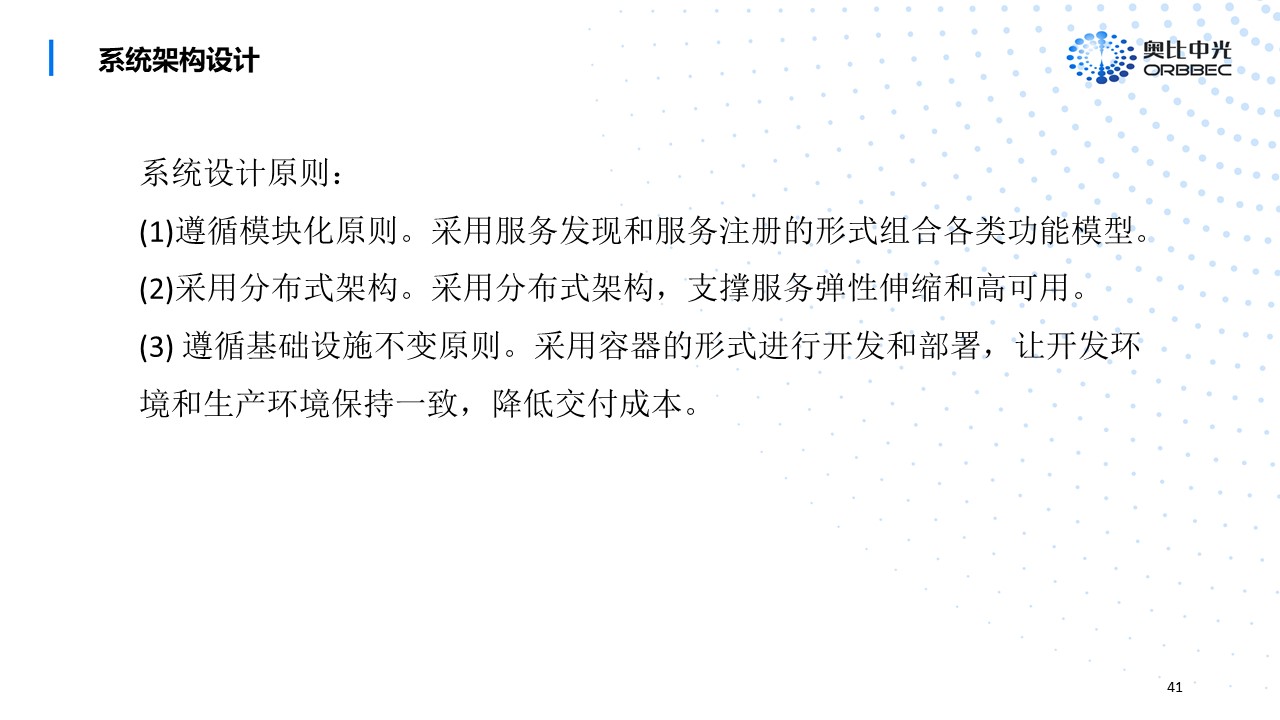 系统架构设计
奥比中光
ORBBEC
系统设计原则：
(1)遵循模块化原则。采用服务发现和服务注册的形式组合各类功能模型。
(2)采用分布式架构。采用分布式架构，支撑服务弹性伸缩和高可用。
(3) 遵循基础设施不变原则。采用容器的形式进行开发和部署，让开发环
境和生产环境保持一致，降低交付成本。
41